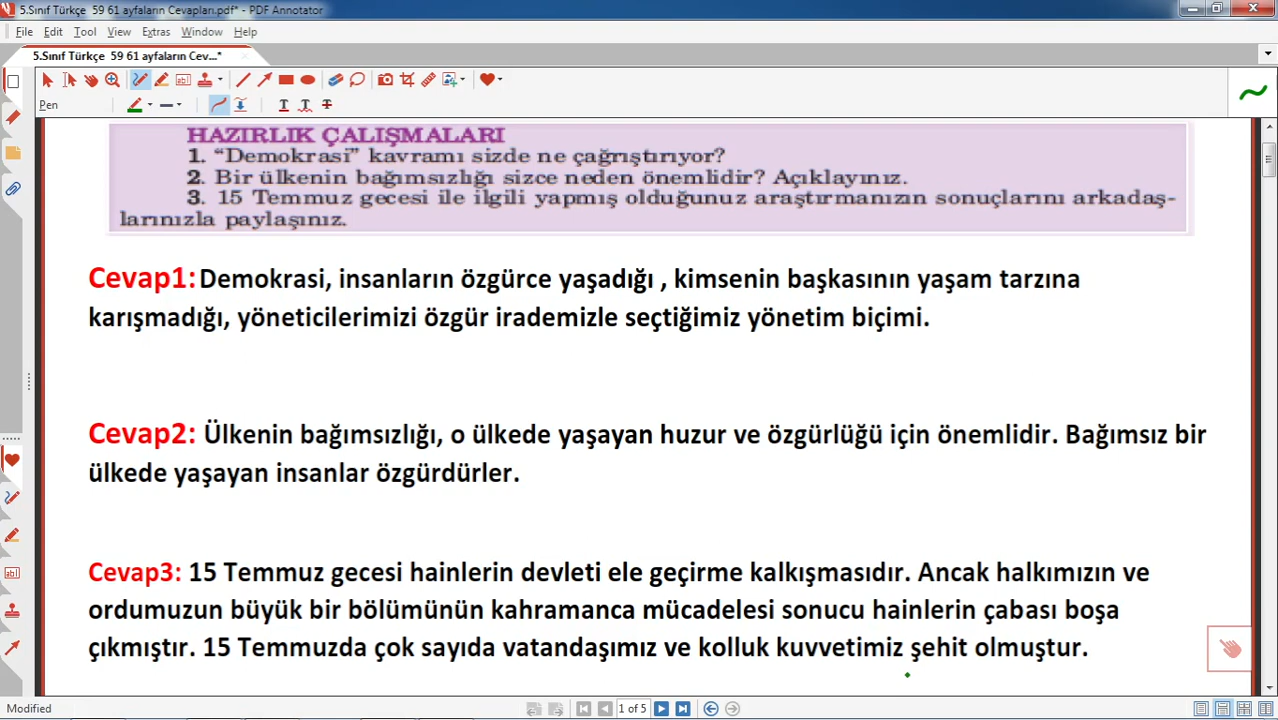 5.Sınıf Türkçe 59 61 ayfaların Cevapları.pdf* - PDF Annotator
File Edit Tool View Extras Window Help
5.Sınıf Türkçe 59 61 ayfaların Cev...*
Pen
HAZIRLIK ÇALIŞMALARI
1. “Demokrasi” kavramı sizde ne çağrıştırıyor?
2. Bir ülkenin bağımsızlığı sizce neden önemlidir? Açıklayınız.
3. 15 Temmuz gecesi ile ilgili yapmış olduğunuz araştırmanızın sonuçlarını arkadaş-
larınızla paylaşınız.
Cevap1: Demokrasi, insanların özgürce yaşadığı , kimsenin başkasının yaşam tarzına
karışmadığı, yöneticilerimizi özgür irademizle seçtiğimiz yönetim biçimi.
Cevap2: Ülkenin bağımsızlığı, o ülkede yaşayan huzur ve özgürlüğü için önemlidir. Bağımsız bir
ülkede yaşayan insanlar özgürdürler.
Cevap3: 15 Temmuz gecesi hainlerin devleti ele geçirme kalkışmasıdır. Ancak halkımızın ve
ordumuzun büyük bir bölümünün kahramanca mücadelesi sonucu hainlerin çabası boşa
çıkmıştır. 15 Temmuzda çok sayıda vatandaşımız ve kolluk kuvvetimiz şehit olmuştur.
Modified 1 of 5